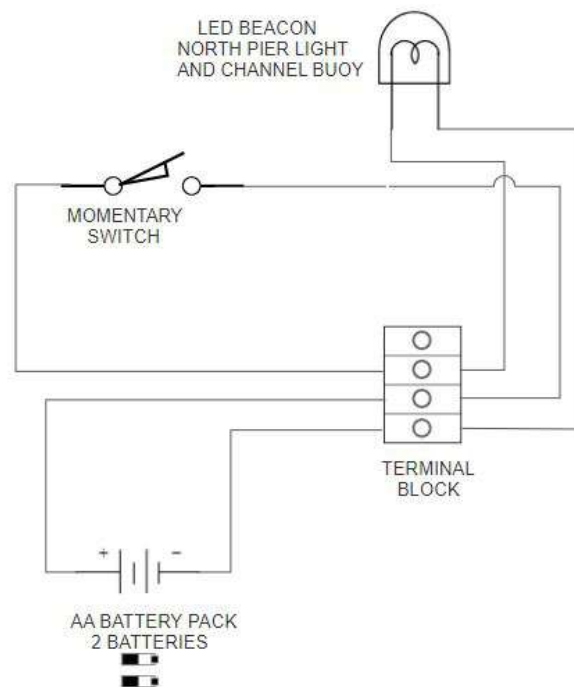 LED BEACON
NORTH PIER LIGHT
AND CHANNEL BUOY
MOMENTARY
SWITCH
TERMINAL
BLOCK
+ −
AA BATTERY PACK
2 BATTERIES